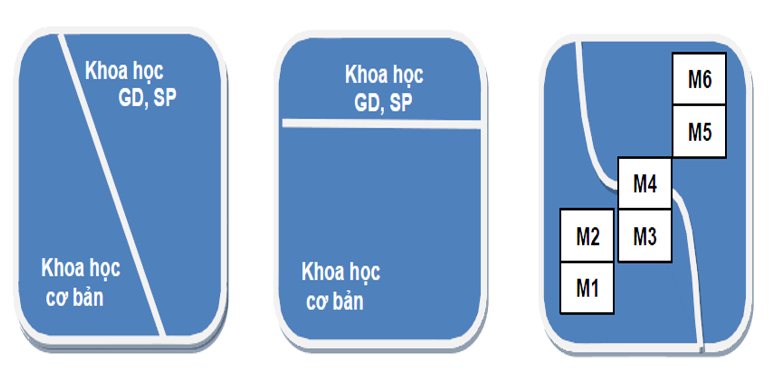 Khoa học
GD, SP
Khoa học
cơ bản
Khoa học
GD, SP
Khoa học
cơ bản
M6
M5
M4
M2
M3
M1